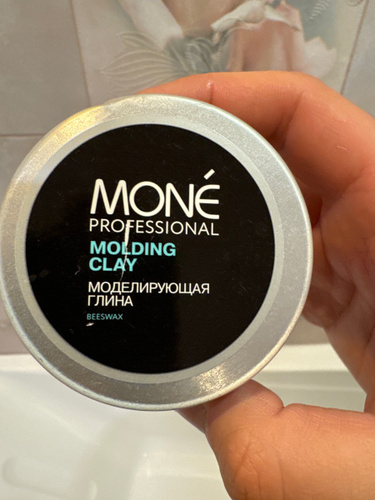 MONÉ
PROFESSIONAL
MOLDING
CLAY
МОДЕЛИРУЮЩАЯ
ГЛИНА
BEESWAX